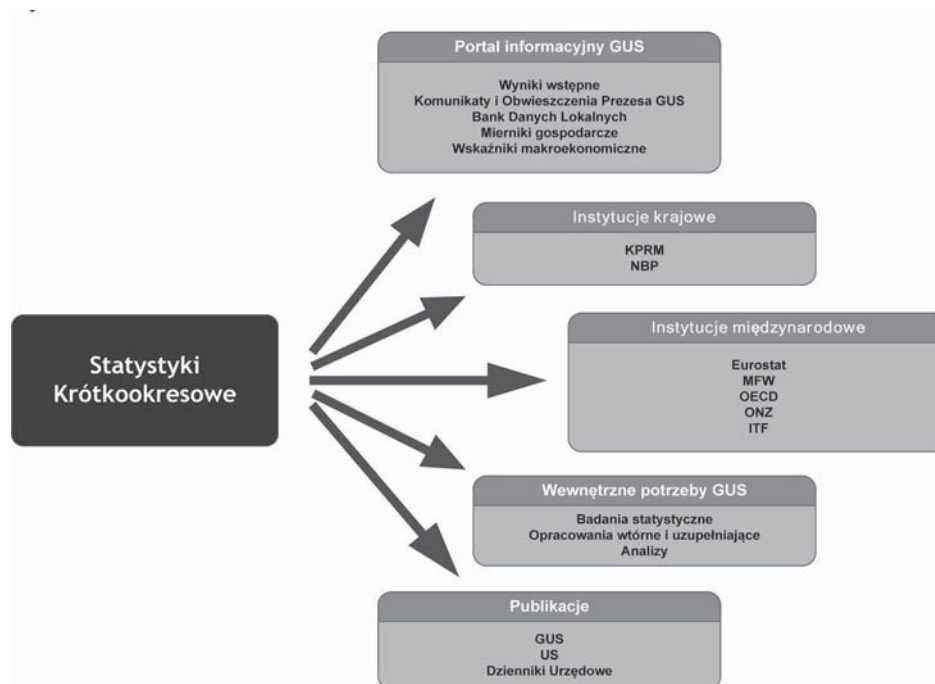 Portal informacyjny GUS
Wyniki wstępne
Komunikaty i Obwieszczenia Prezesa GUS
Bank Danych Lokalnych
Mierniki gospodarcze
Wskaźniki makroekonomiczne
Instytucje krajowe
KPRM
NBP
Statystyki
Krótkookresowe
Instytucje międzynarodowe
Eurostat
MFW
OECD
ONZ
ITF
Wewnętrzne potrzeby GUS
Badania statystyczne
Opracowania wtórne i uzupełniające
Analizy
Publikacje
GUS
US
Dzienniki Urzędowe